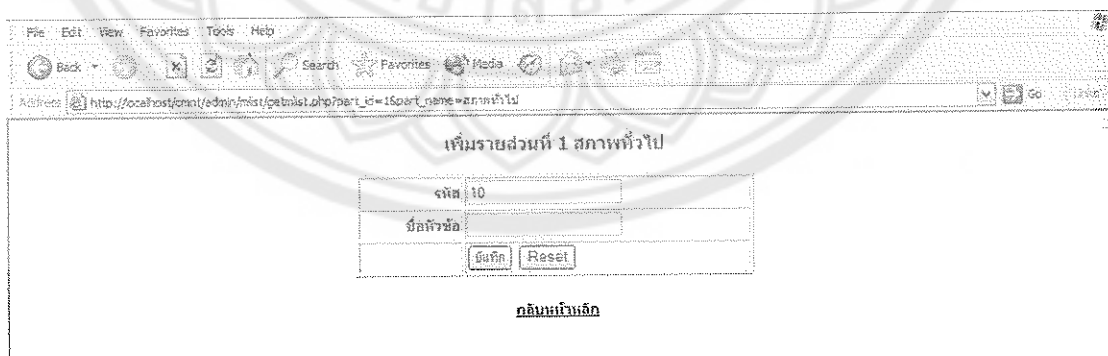 File Edit View Favorites Tools Help
Back Search Favorites Media
Address http://localhost/cmnt/admin/mlist/getmlist.php?part_id=1&part_name=สภาพทั่วไป Go Links
เพิ่มรายส่วนที่ 1 สภาพทั่วไป
รหัส 10
ชื่อหัวข้อ
บันทึก Reset
กลับหน้าหลัก